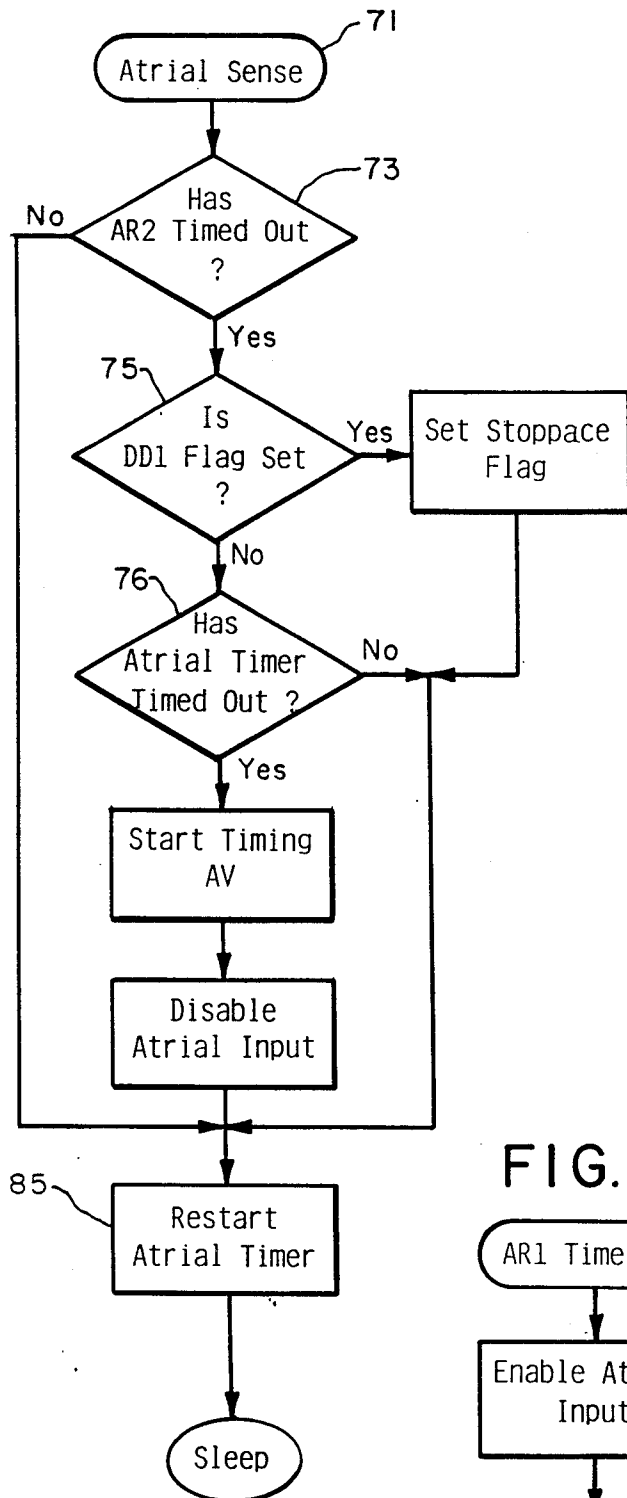 71
Atrial Sense
73
Has
AR2 Timed Out
?
No
Yes
75
Is
DD1 Flag Set
?
Yes
Set Stoppace
Flag
No
76
Has
Atrial Timer
Timed Out ?
No
Yes
Start Timing
AV
Disable
Atrial Input
85
Restart
Atrial Timer
Sleep
FIG.
AR1 Time
Enable At
Input